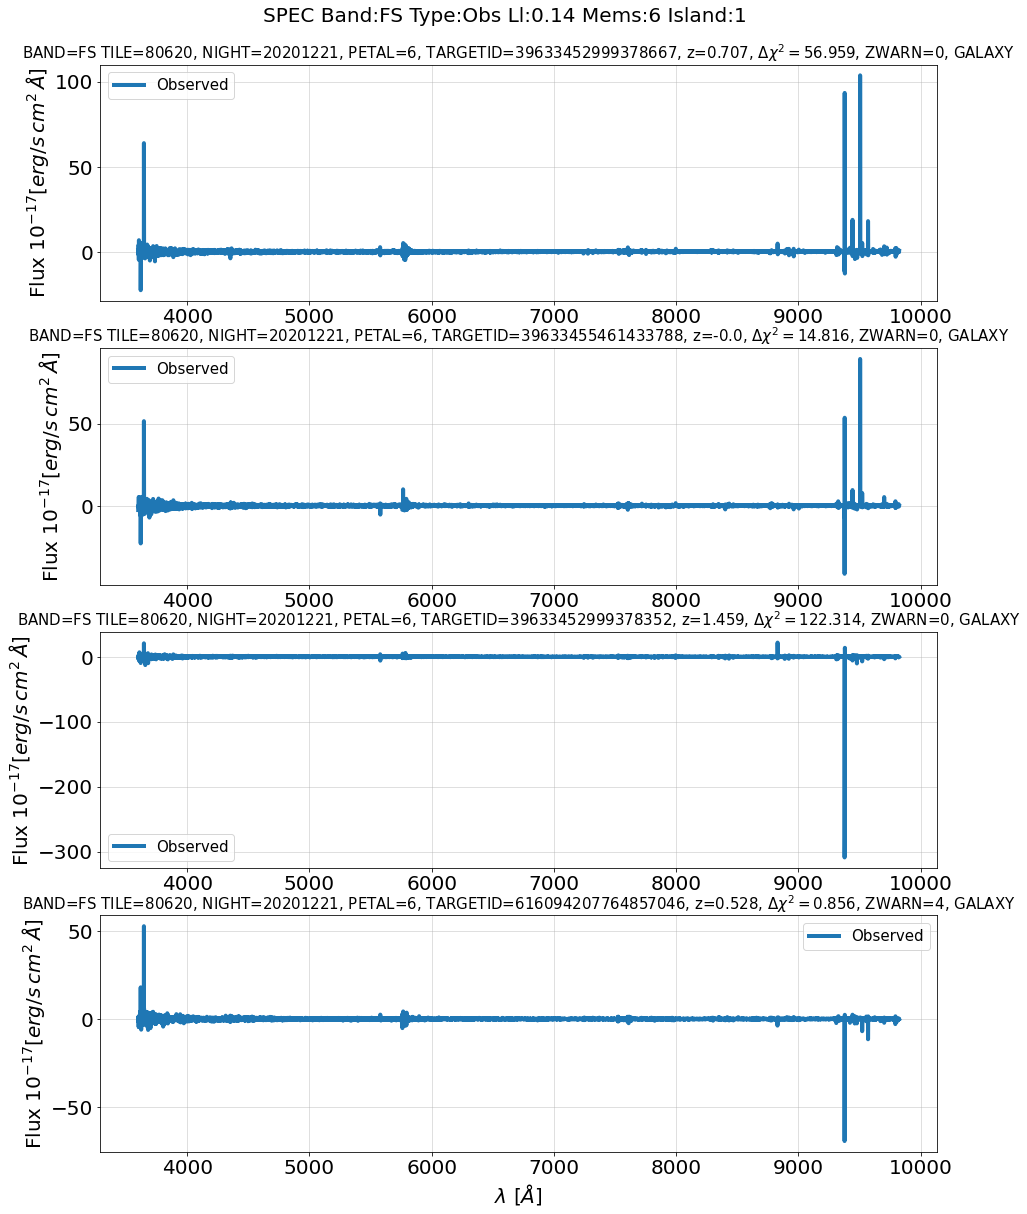 SPEC Band:FS Type:Obs Ll:0.14 Mems:6 Island:1
BAND=FS TILE=80620, NIGHT=20201221, PETAL=6, TARGETID=39633452999378667, z=0.707, Δχ²=56.959, ZWARN=0, GALAXY
Flux 10⁻¹⁷[erg/s cm² Å]
100
50
0
Observed
4000 5000 6000 7000 8000 9000 10000
BAND=FS TILE=80620, NIGHT=20201221, PETAL=6, TARGETID=39633455461433788, z=-0.0, Δχ²=14.816, ZWARN=0, GALAXY
Flux 10⁻¹⁷[erg/s cm² Å]
50
0
Observed
4000 5000 6000 7000 8000 9000 10000
BAND=FS TILE=80620, NIGHT=20201221, PETAL=6, TARGETID=39633452999378352, z=1.459, Δχ²=122.314, ZWARN=0, GALAXY
Flux 10⁻¹⁷[erg/s cm² Å]
0
−100
−200
−300
Observed
4000 5000 6000 7000 8000 9000 10000
BAND=FS TILE=80620, NIGHT=20201221, PETAL=6, TARGETID=616094207764857046, z=0.528, Δχ²=0.856, ZWARN=4, GALAXY
Flux 10⁻¹⁷[erg/s cm² Å]
50
0
−50
Observed
4000 5000 6000 7000 8000 9000 10000
λ [Å]